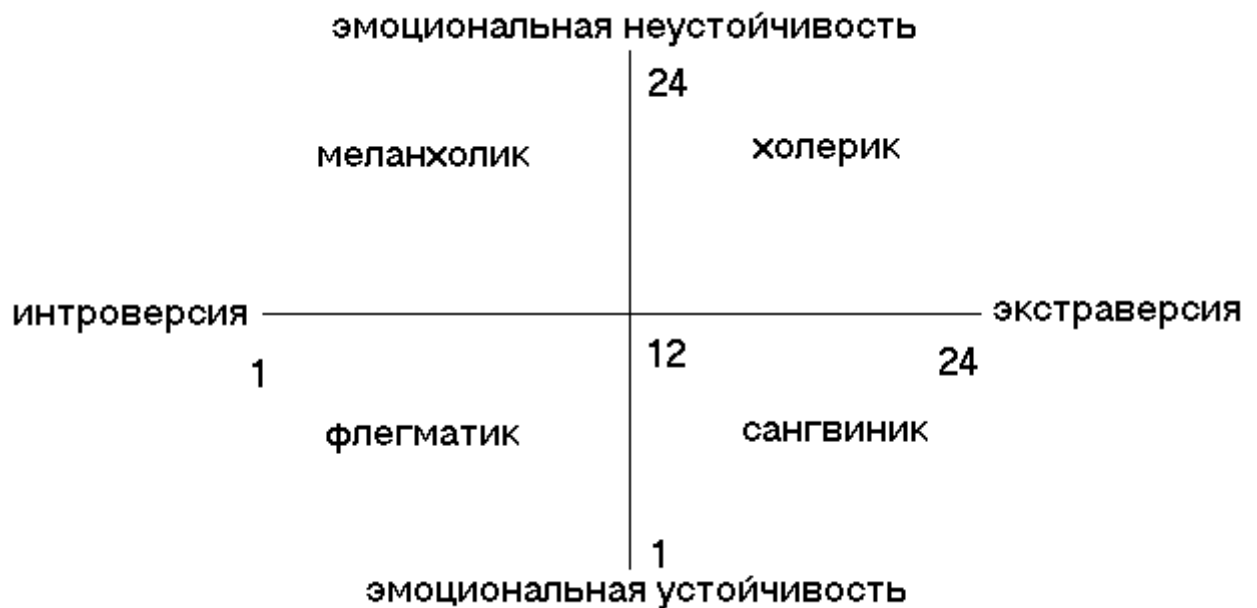 эмоциональная неустойчивость
24
меланхолик
холерик
интроверсия
экстраверсия
1
12
24
флегматик
сангвиник
1
эмоциональная устойчивость